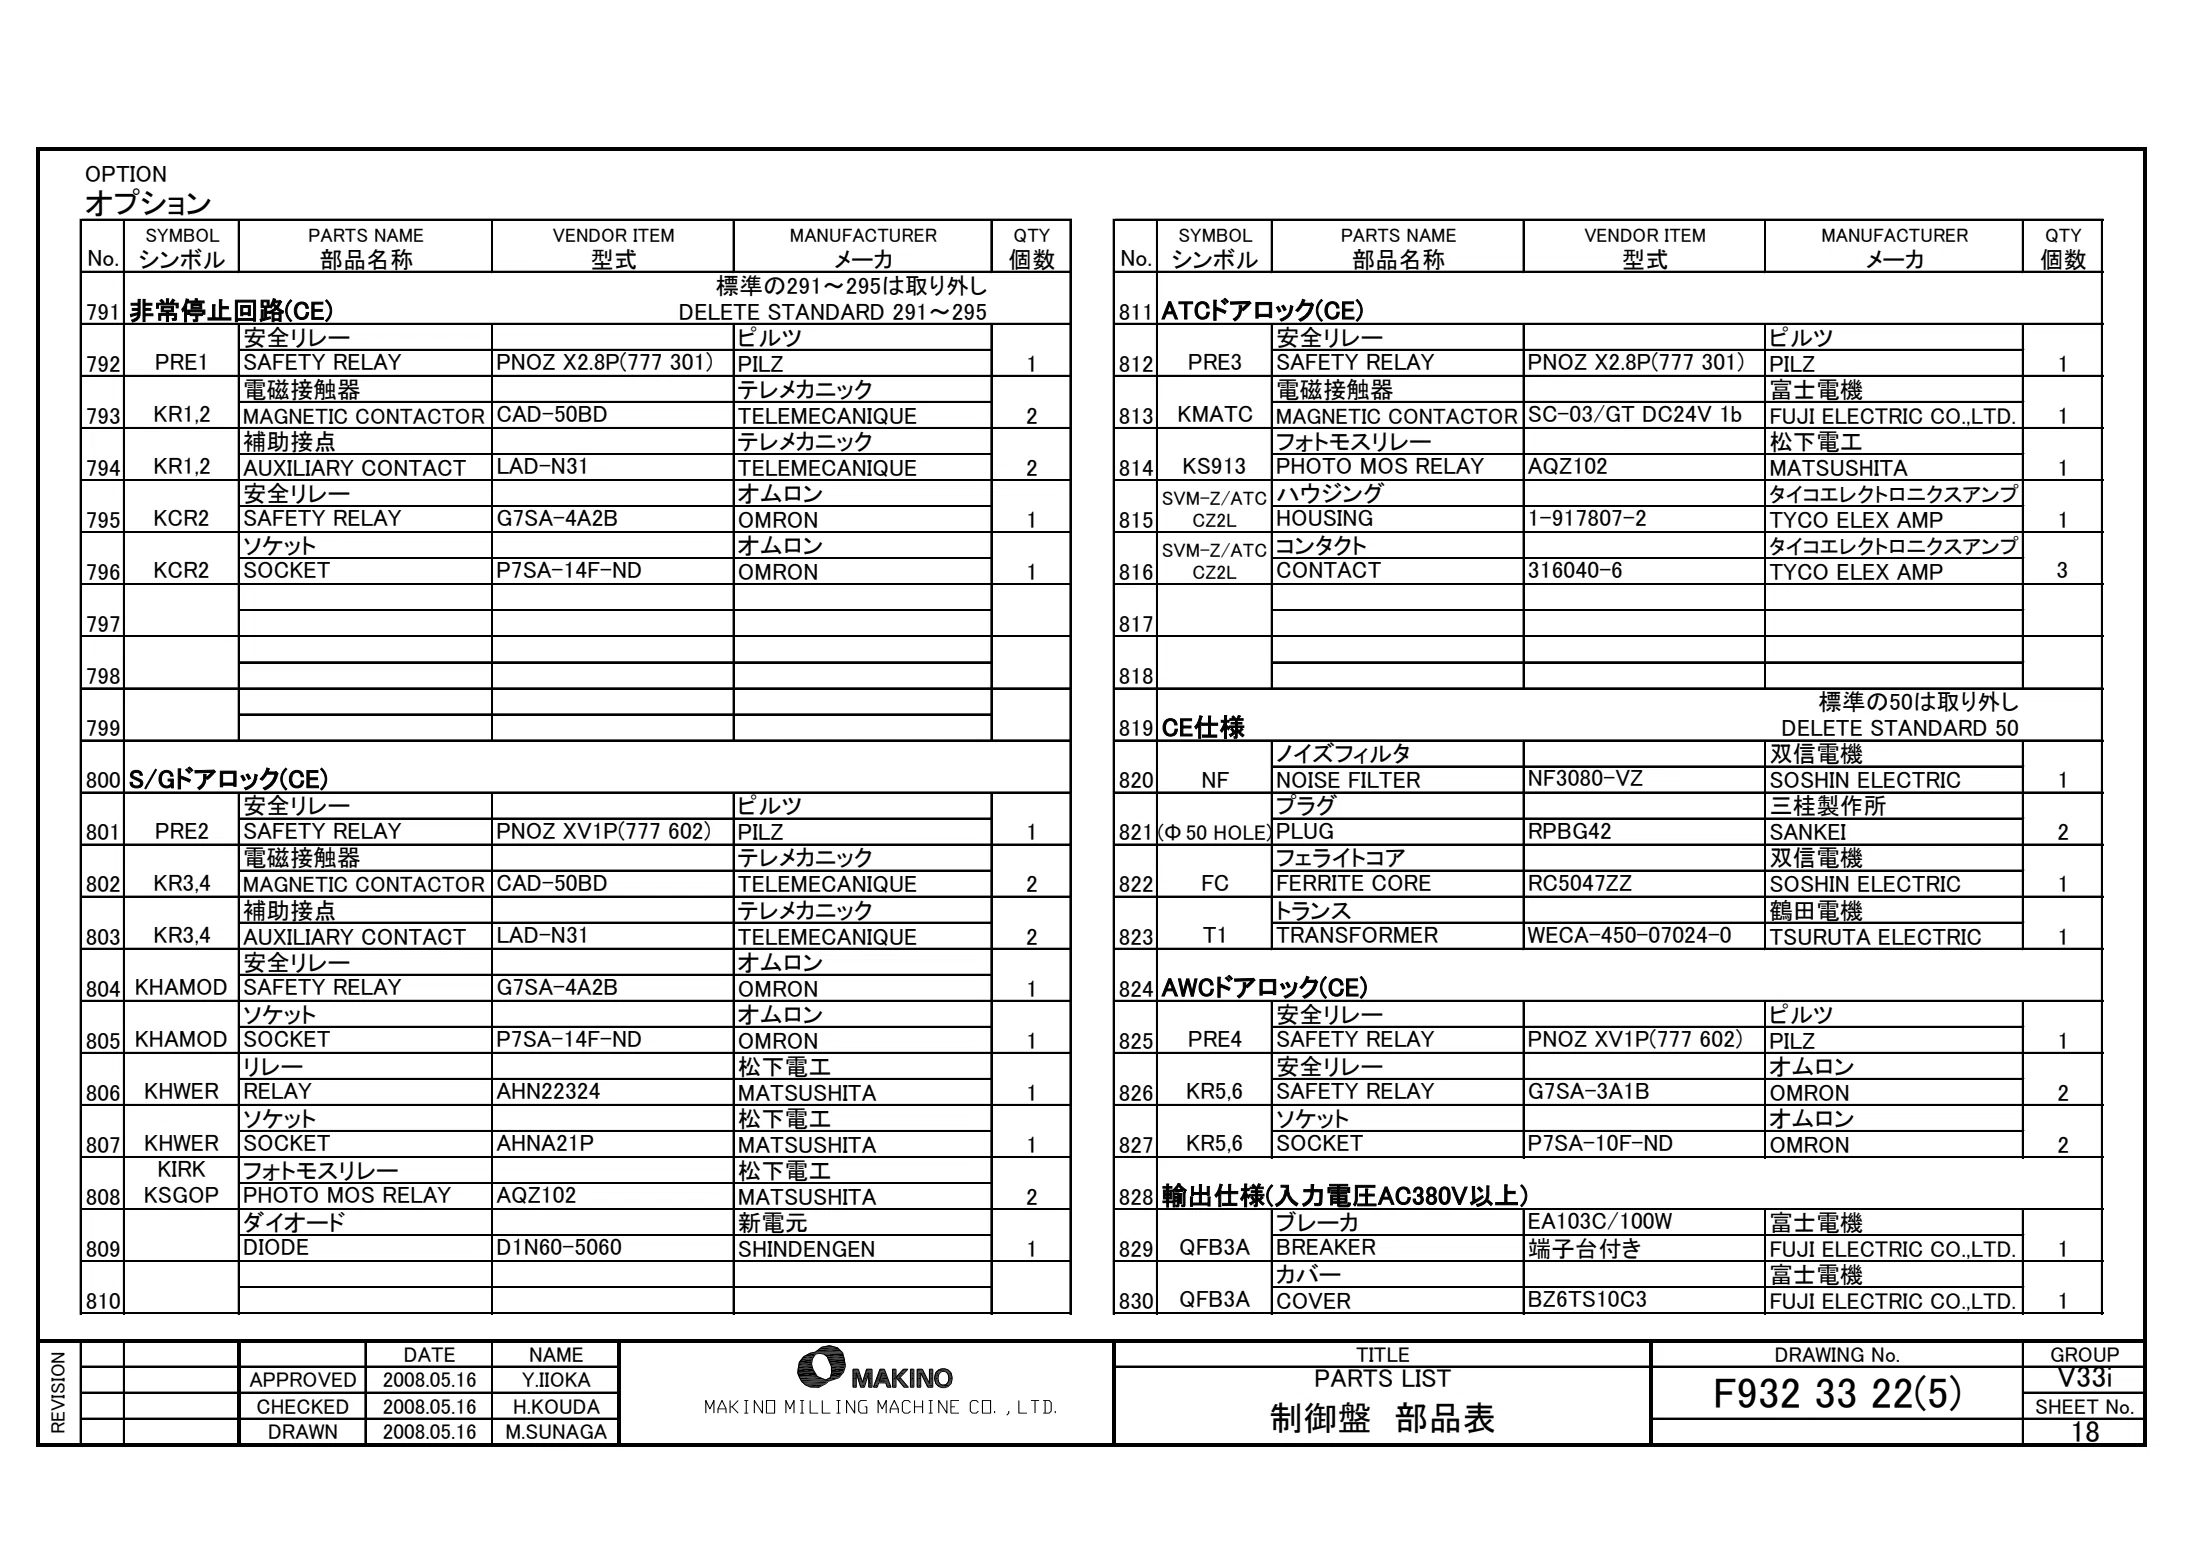 OPTION
オプション
No. SYMBOL シンボル PARTS NAME 部品名称 VENDOR ITEM 型式 MANUFACTURER メーカ QTY 個数
標準の291～295は取り外し
791 非常停止回路(CE) DELETE STANDARD 291～295
安全リレー ピルツ
792 PRE1 SAFETY RELAY PNOZ X2.8P(777 301) PILZ 1
電磁接触器 テレメカニック
793 KR1,2 MAGNETIC CONTACTOR CAD-50BD TELEMECANIQUE 2
補助接点 テレメカニック
794 KR1,2 AUXILIARY CONTACT LAD-N31 TELEMECANIQUE 2
安全リレー オムロン
795 KCR2 SAFETY RELAY G7SA-4A2B OMRON 1
ソケット オムロン
796 KCR2 SOCKET P7SA-14F-ND OMRON 1
797
798
799
800 S/Gドアロック(CE)
安全リレー ピルツ
801 PRE2 SAFETY RELAY PNOZ XV1P(777 602) PILZ 1
電磁接触器 テレメカニック
802 KR3,4 MAGNETIC CONTACTOR CAD-50BD TELEMECANIQUE 2
補助接点 テレメカニック
803 KR3,4 AUXILIARY CONTACT LAD-N31 TELEMECANIQUE 2
安全リレー オムロン
804 KHAMOD SAFETY RELAY G7SA-4A2B OMRON 1
ソケット オムロン
805 KHAMOD SOCKET P7SA-14F-ND OMRON 1
リレー 松下電工
806 KHWER RELAY AHN22324 MATSUSHITA 1
ソケット 松下電工
807 KHWER SOCKET AHNA21P MATSUSHITA 1
KIRK フォトモスリレー 松下電工
808 KSGOP PHOTO MOS RELAY AQZ102 MATSUSHITA 2
ダイオード 新電元
809 DIODE D1N60-5060 SHINDENGEN 1
810
No. SYMBOL シンボル PARTS NAME 部品名称 VENDOR ITEM 型式 MANUFACTURER メーカ QTY 個数
811 ATCドアロック(CE)
安全リレー ピルツ
812 PRE3 SAFETY RELAY PNOZ X2.8P(777 301) PILZ 1
電磁接触器 富士電機
813 KMATC MAGNETIC CONTACTOR SC-03/GT DC24V 1b FUJI ELECTRIC CO.,LTD. 1
フォトモスリレー 松下電工
814 KS913 PHOTO MOS RELAY AQZ102 MATSUSHITA 1
SVM-Z/ATC ハウジング タイコエレクトロニクスアンプ
815 CZ2L HOUSING 1-917807-2 TYCO ELEX AMP 1
SVM-Z/ATC コンタクト タイコエレクトロニクスアンプ
816 CZ2L CONTACT 316040-6 TYCO ELEX AMP 3
817
818
標準の50は取り外し
819 CE仕様 DELETE STANDARD 50
ノイズフィルタ 双信電機
820 NF NOISE FILTER NF3080-VZ SOSHIN ELECTRIC 1
プラグ 三桂製作所
821 (Φ50 HOLE) PLUG RPBG42 SANKEI 2
フェライトコア 双信電機
822 FC FERRITE CORE RC5047ZZ SOSHIN ELECTRIC 1
トランス 鶴田電機
823 T1 TRANSFORMER WECA-450-07024-0 TSURUTA ELECTRIC 1
824 AWCドアロック(CE)
安全リレー ピルツ
825 PRE4 SAFETY RELAY PNOZ XV1P(777 602) PILZ 1
安全リレー オムロン
826 KR5,6 SAFETY RELAY G7SA-3A1B OMRON 2
ソケット オムロン
827 KR5,6 SOCKET P7SA-10F-ND OMRON 2
828 輸出仕様(入力電圧AC380V以上)
ブレーカ EA103C/100W 富士電機
829 QFB3A BREAKER 端子台付き FUJI ELECTRIC CO.,LTD. 1
カバー 富士電機
830 QFB3A COVER BZ6TS10C3 FUJI ELECTRIC CO.,LTD. 1
REVISION
DATE NAME
APPROVED 2008.05.16 Y.IIOKA
CHECKED 2008.05.16 H.KOUDA
DRAWN 2008.05.16 M.SUNAGA
MAKINO
MAKINO MILLING MACHINE CO. ,LTD.
TITLE
PARTS LIST
制御盤 部品表
DRAWING No.
F932 33 22(5)
GROUP
V33i
SHEET No.
18